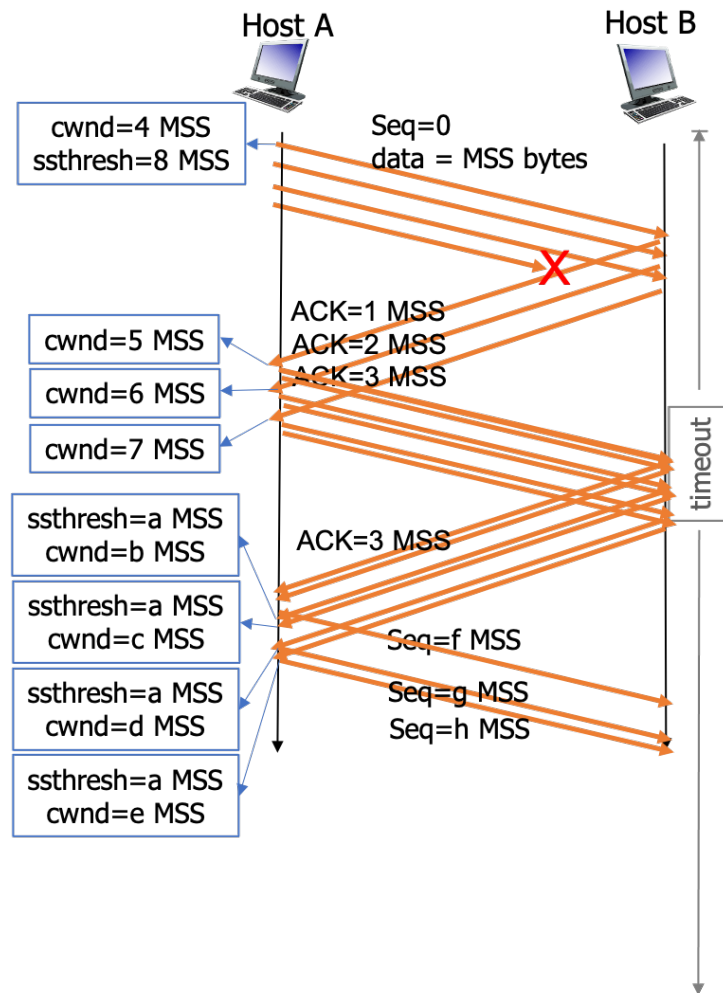 Host A
Host B
cwnd=4 MSS
ssthresh=8 MSS
Seq=0
data = MSS bytes
X
ACK=1 MSS
cwnd=5 MSS
ACK=2 MSS
ACK=3 MSS
cwnd=6 MSS
cwnd=7 MSS
timeout
ssthresh=a MSS
cwnd=b MSS
ACK=3 MSS
ssthresh=a MSS
cwnd=c MSS
Seq=f MSS
ssthresh=a MSS
cwnd=d MSS
Seq=g MSS
Seq=h MSS
ssthresh=a MSS
cwnd=e MSS